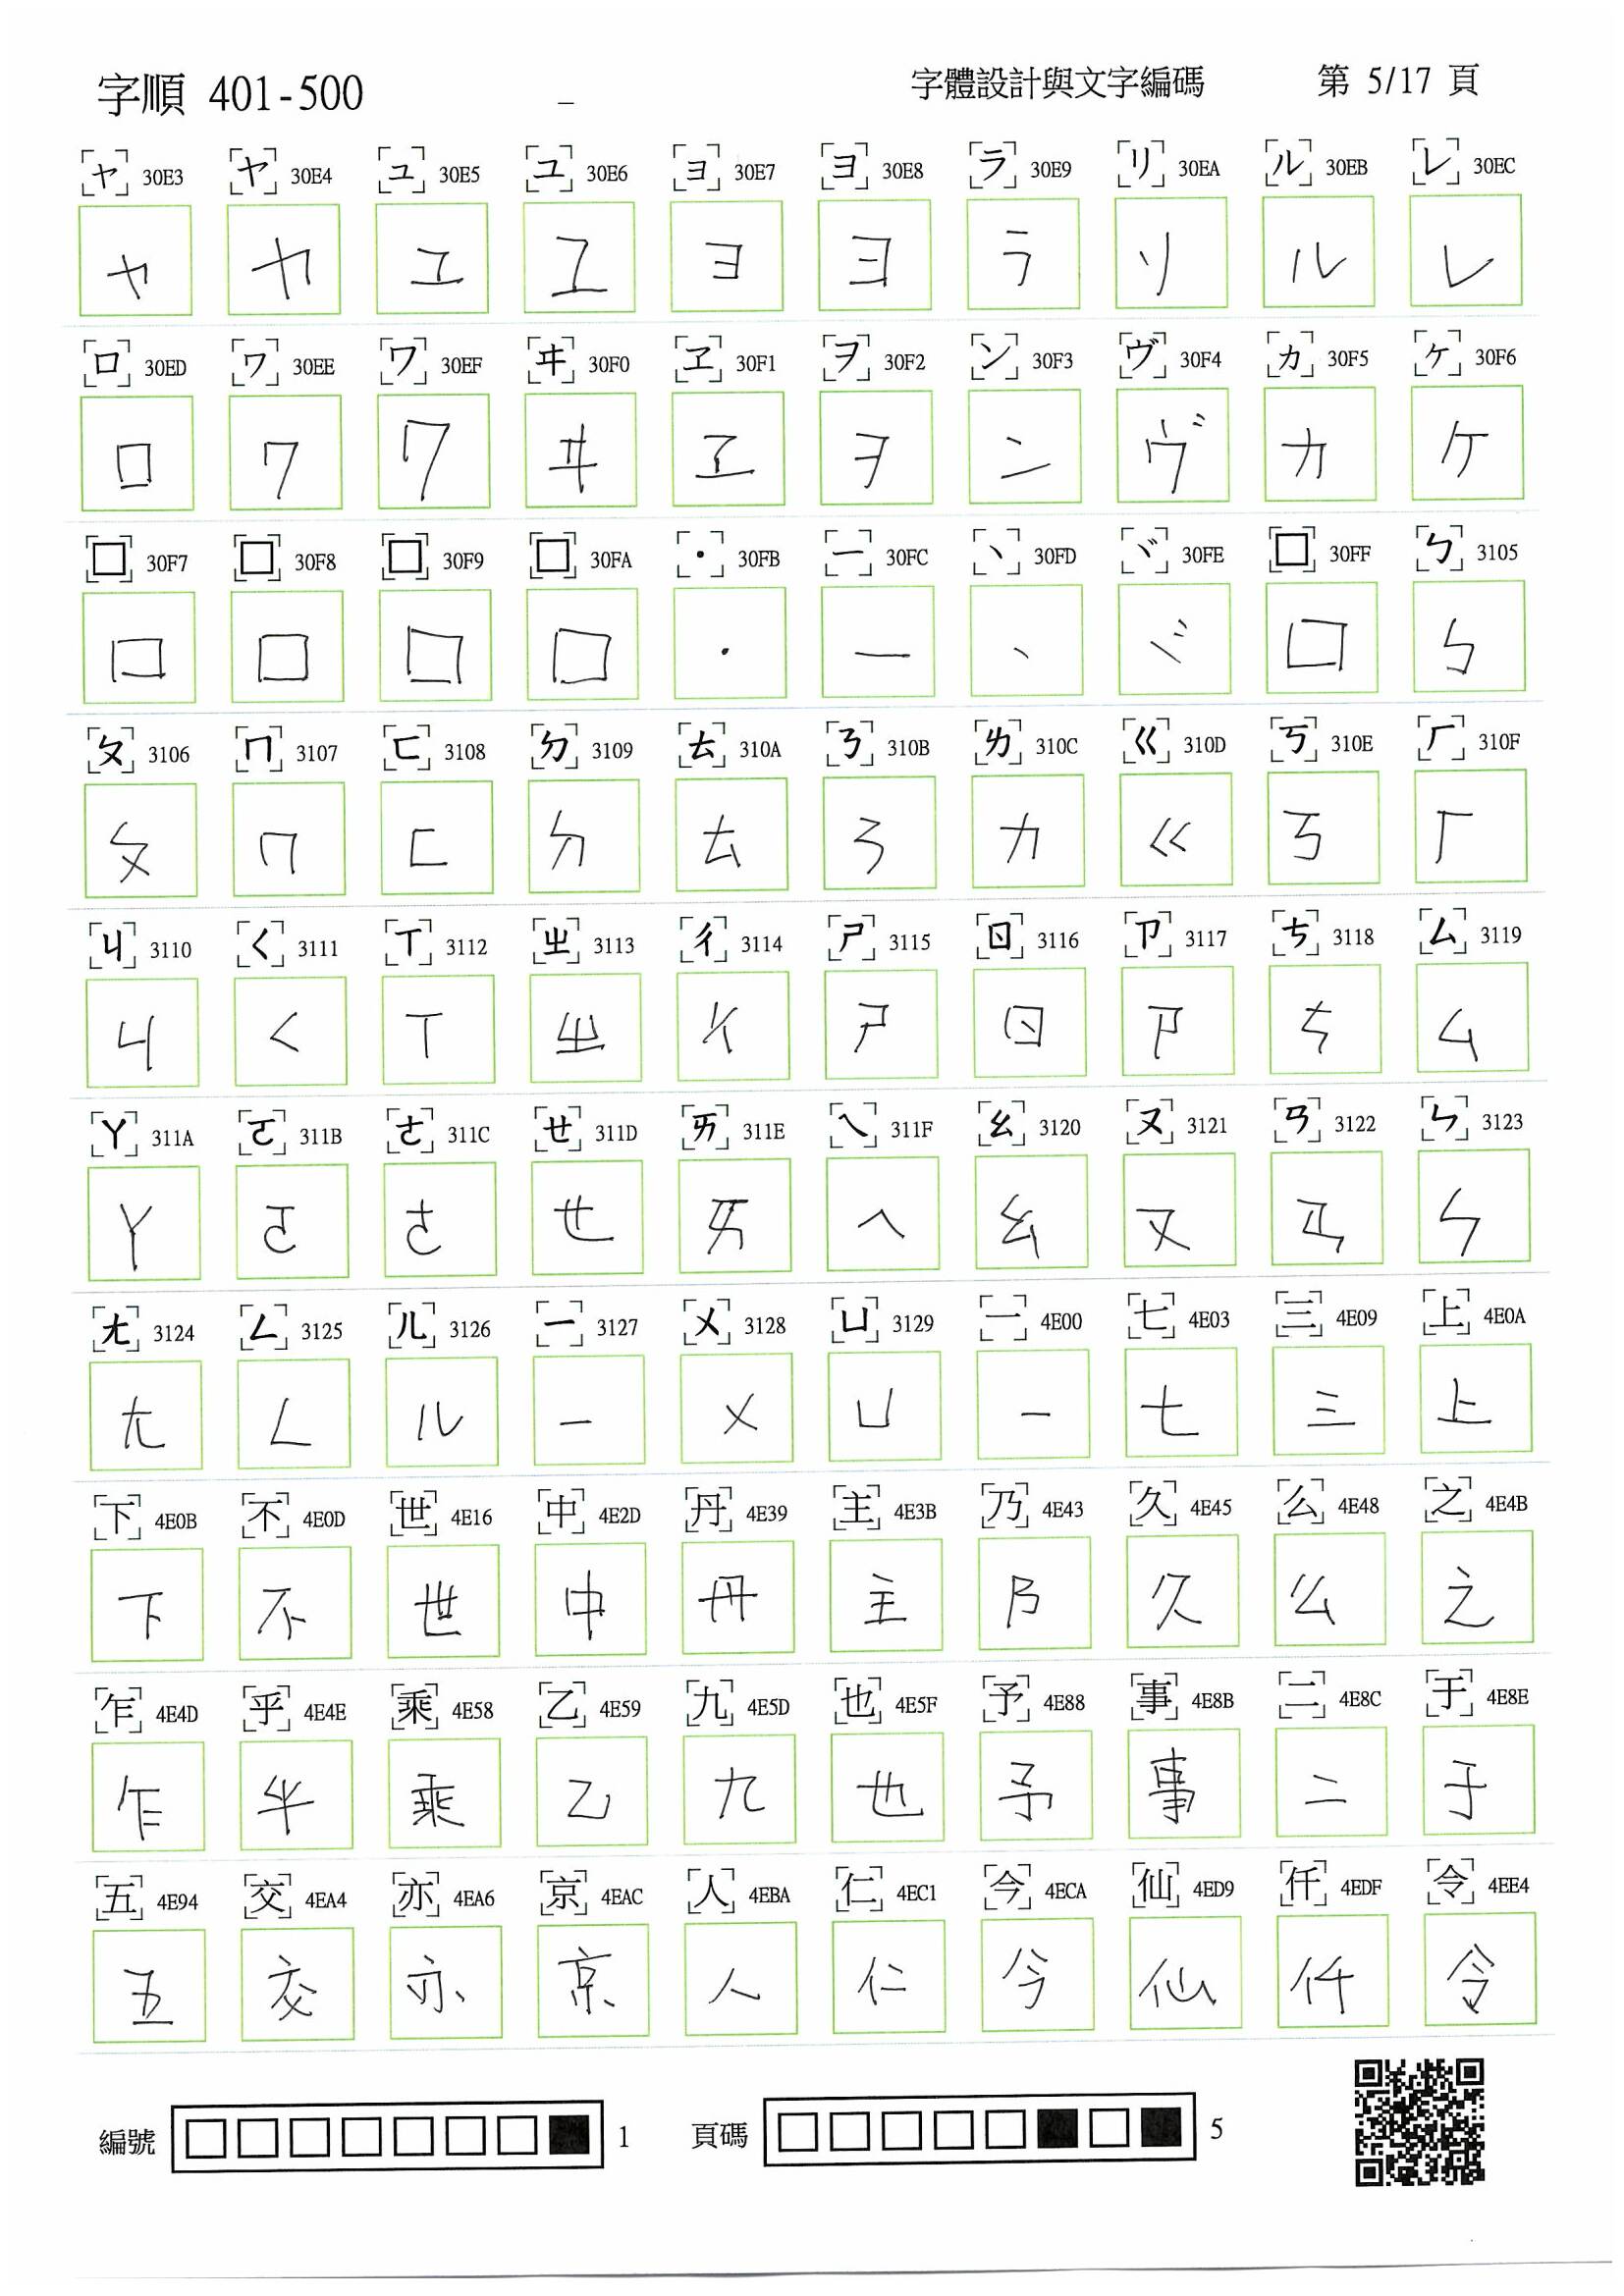 字順 401-500 – 字體設計與文字編碼 第 5/17 頁
ャ 30E3 ヤ 30E4 ュ 30E5 ユ 30E6 ョ 30E7 ヨ 30E8 ラ 30E9 リ 30EA ル 30EB レ 30EC
ャ ヤ ュ ユ ョ ヨ ラ リ ル レ
ロ 30ED ヮ 30EE ワ 30EF ヰ 30F0 ヱ 30F1 ヲ 30F2 ン 30F3 ヴ 30F4 ヵ 30F5 ヶ 30F6
ロ ヮ ワ ヰ ヱ ヲ ン ヴ ヵ ヶ
□ 30F7 □ 30F8 □ 30F9 □ 30FA ・ 30FB ー 30FC ヽ 30FD ヾ 30FE □ 30FF ㄅ 3105
□ □ □ □ ・ ー ヽ ヾ □ ㄅ
ㄆ 3106 ㄇ 3107 ㄈ 3108 ㄉ 3109 ㄊ 310A ㄋ 310B ㄌ 310C ㄍ 310D ㄎ 310E ㄏ 310F
ㄆ ㄇ ㄈ ㄉ ㄊ ㄋ ㄌ ㄍ ㄎ ㄏ
ㄐ 3110 ㄑ 3111 ㄒ 3112 ㄓ 3113 ㄔ 3114 ㄕ 3115 ㄖ 3116 ㄗ 3117 ㄘ 3118 ㄙ 3119
ㄐ ㄑ ㄒ ㄓ ㄔ ㄕ ㄖ ㄗ ㄘ ㄙ
ㄚ 311A ㄛ 311B ㄜ 311C ㄝ 311D ㄞ 311E ㄟ 311F ㄠ 3120 ㄡ 3121 ㄢ 3122 ㄣ 3123
ㄚ ㄛ ㄜ ㄝ ㄞ ㄟ ㄠ ㄡ ㄢ ㄣ
ㄤ 3124 ㄥ 3125 ㄦ 3126 ㄧ 3127 ㄨ 3128 ㄩ 3129 一 4E00 七 4E03 三 4E09 上 4E0A
ㄤ ㄥ ㄦ ㄧ ㄨ ㄩ 一 七 三 上
下 4E0B 不 4E0D 世 4E16 中 4E2D 丹 4E39 主 4E3B 乃 4E43 久 4E45 么 4E48 之 4E4B
下 不 世 中 丹 主 乃 久 么 之
乍 4E4D 乎 4E4E 乘 4E58 乙 4E59 九 4E5D 也 4E5F 予 4E88 事 4E8B 二 4E8C 于 4E8E
乍 乎 乘 乙 九 也 予 事 二 于
五 4E94 交 4EA4 亦 4EA6 京 4EAC 人 4EBA 仁 4EC1 今 4ECA 仙 4ED9 仟 4EDF 令 4EE4
五 交 亦 京 人 仁 今 仙 仟 令
編號 1 頁碼 5